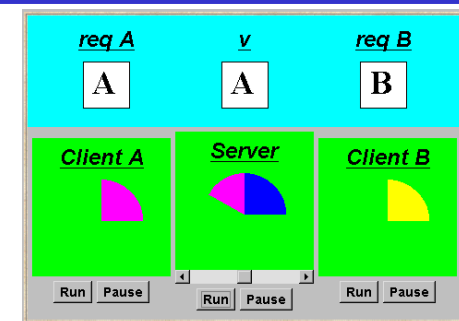 req A v req B
A A B
Client A Server Client B
Run Pause Run Pause Run Pause